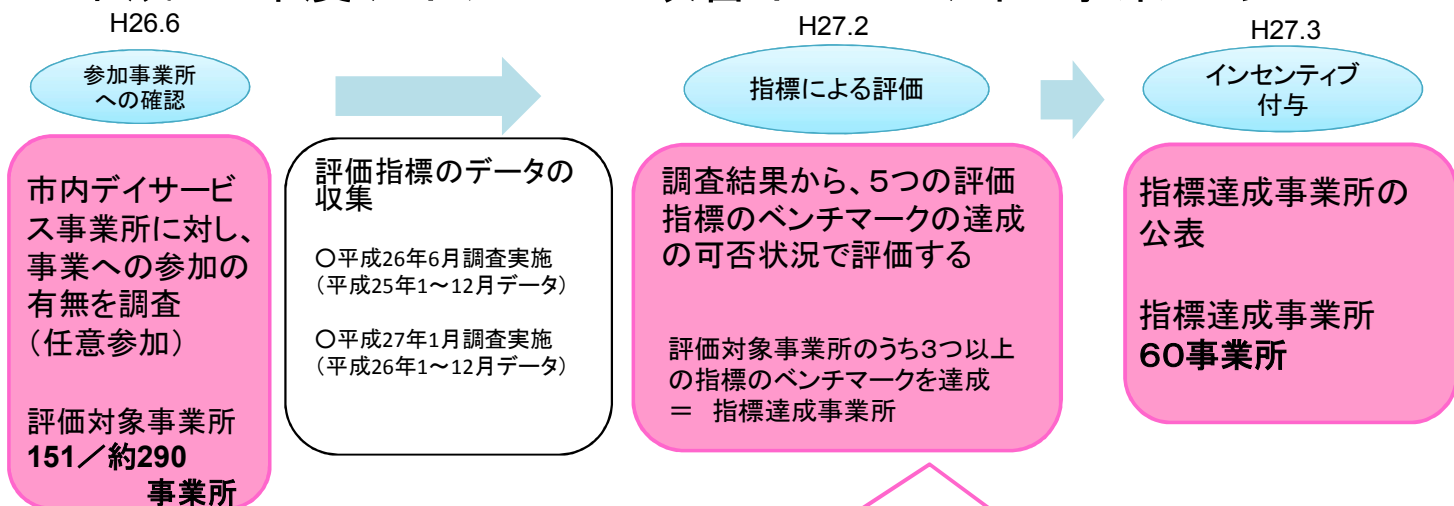 H26.6
参加事業所
への確認
市内デイサービ
ス事業所に対し、
事業への参加の
有無を調査
（任意参加）
評価対象事業所
151／約290
事業所
評価指標のデータの
収集
〇平成26年6月調査実施
（平成25年1～12月データ）
〇平成27年1月調査実施
（平成26年1～12月データ）
H27.2
指標による評価
調査結果から、５つの評価
指標のベンチマークの達成
の可否状況で評価する
評価対象事業所のうち３つ以上
の指標のベンチマークを達成
＝　指標達成事業所
H27.3
インセンティブ
付与
指標達成事業所の
公表
指標達成事業所
６０事業所